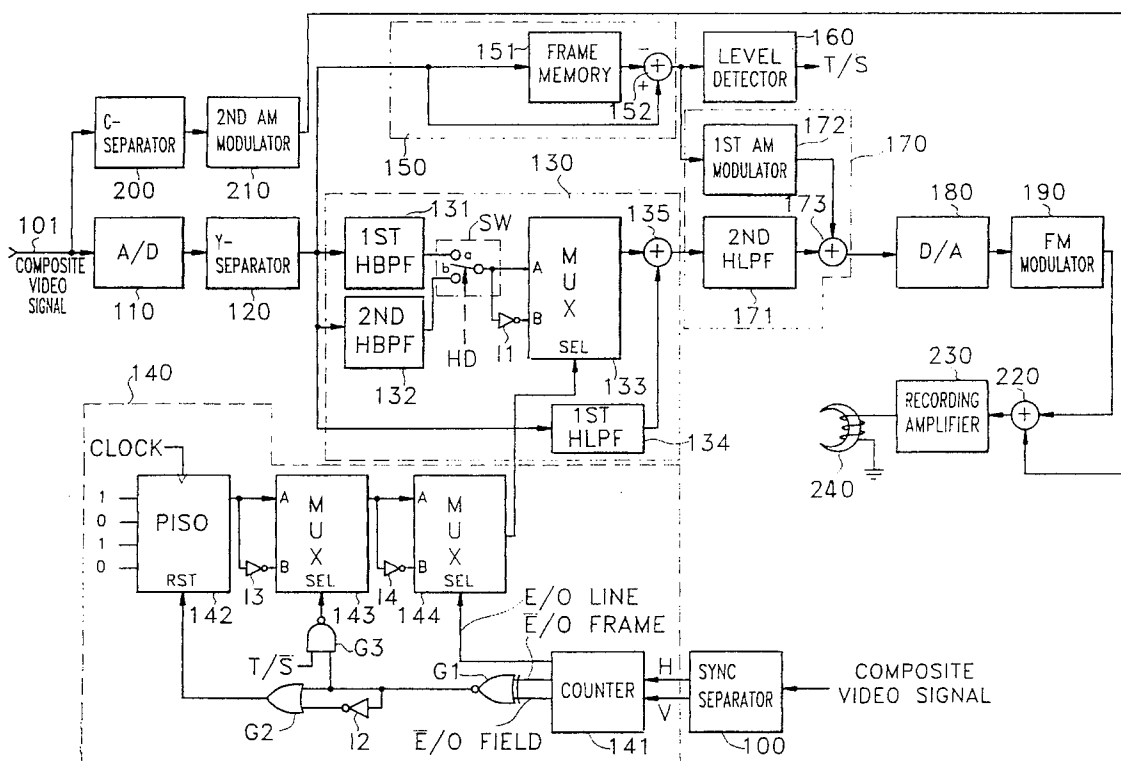 151
FRAME
MEMORY
-
+
152
160
LEVEL
DETECTOR
T/S̅
C-
SEPARATOR
200
2ND AM
MODULATOR
210
150
172
1ST AM
MODULATOR
170
101
COMPOSITE
VIDEO
SIGNAL
A/D
110
Y-
SEPARATOR
120
130
131
1ST
HBPF
SW
a
b
2ND
HBPF
132
HD
A
B
I1
MUX
SEL
133
135
1ST
HLPF
134
2ND
HLPF
171
173
180
D/A
190
FM
MODULATOR
230
RECORDING
AMPLIFIER
220
240
140
CLOCK
1
0
1
0
PISO
RST
142
I3
A
B
MUX
SEL
143
I4
A
B
MUX
SEL
144
T/S̅
G3
G2
I2
G1
E/O LINE
E̅/O FRAME
E̅/O FIELD
COUNTER
141
H
V
SYNC
SEPARATOR
100
COMPOSITE
VIDEO SIGNAL